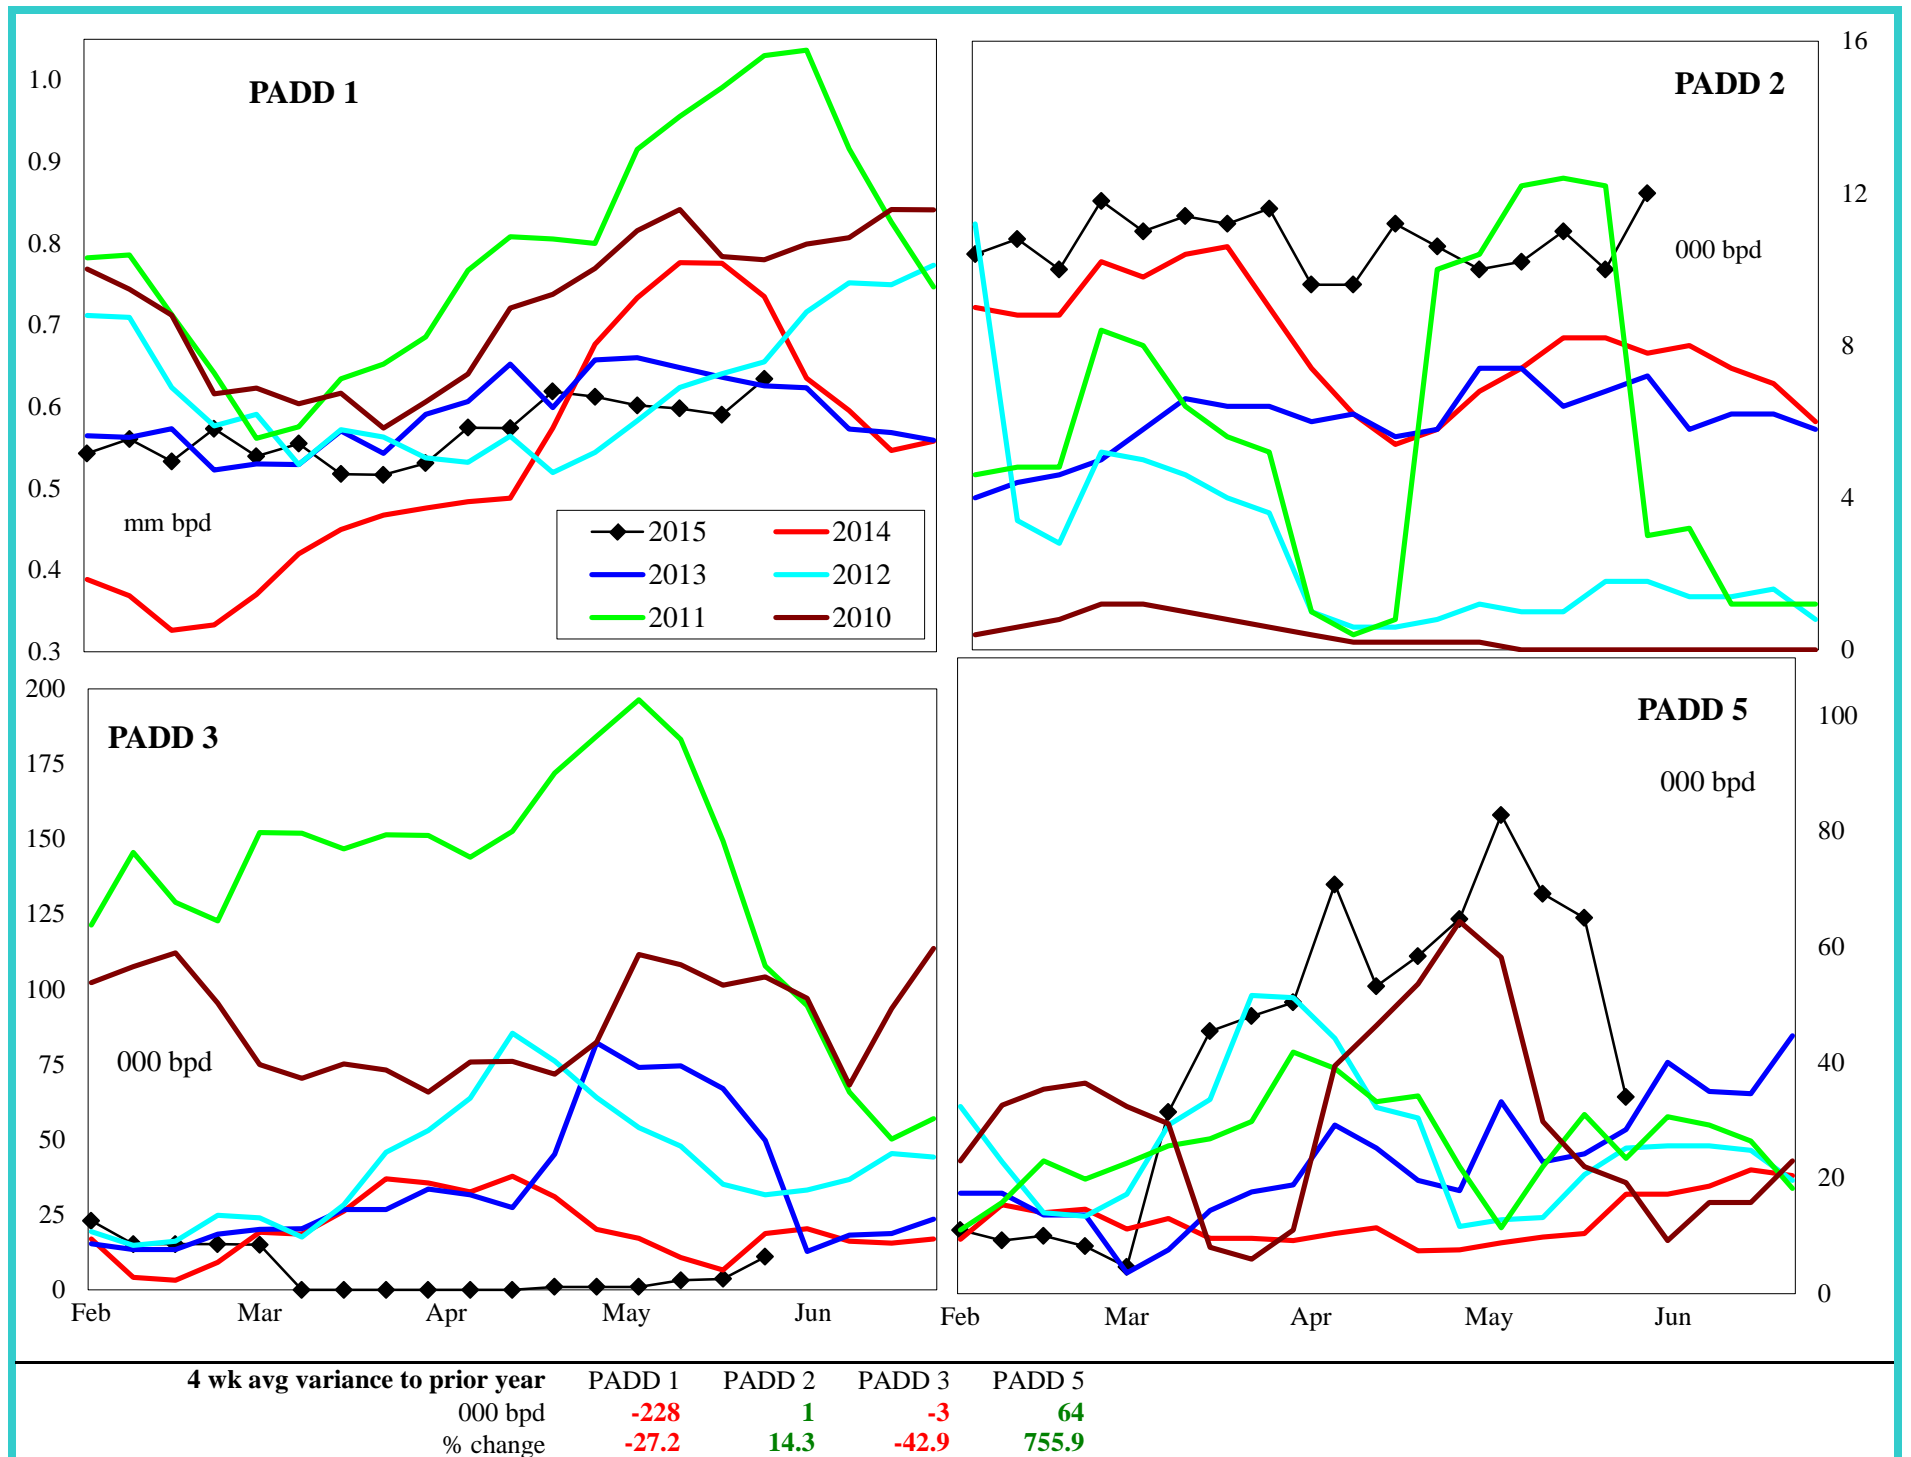 PADD 1
1.0
0.9
0.8
0.7
0.6
0.5
0.4
0.3
mm bpd
2015 2014
2013 2012
2011 2010
PADD 2
16
12
8
4
0
000 bpd
PADD 3
200
175
150
125
100
75
50
25
0
000 bpd
Feb Mar Apr May Jun
PADD 5
100
80
60
40
20
0
000 bpd
Feb Mar Apr May Jun
4 wk avg variance to prior year PADD 1 PADD 2 PADD 3 PADD 5
000 bpd -228 1 -3 64
% change -27.2 14.3 -42.9 755.9